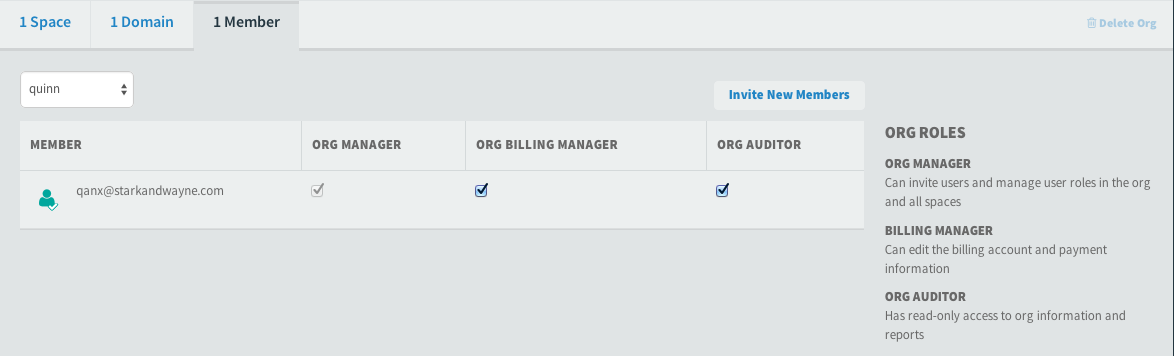 1 Space 1 Domain 1 Member Delete Org
quinn
Invite New Members
MEMBER ORG MANAGER ORG BILLING MANAGER ORG AUDITOR
qanx@starkandwayne.com
ORG ROLES
ORG MANAGER
Can invite users and manage user roles in the org
and all spaces
BILLING MANAGER
Can edit the billing account and payment
information
ORG AUDITOR
Has read-only access to org information and
reports